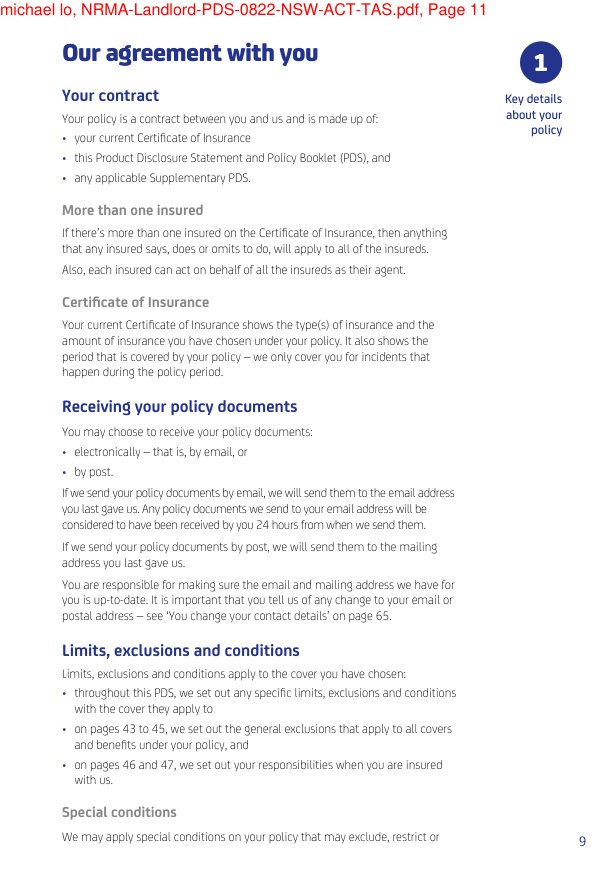 michael lo, NRMA-Landlord-PDS-0822-NSW-ACT-TAS.pdf, Page 11
Our agreement with you
1
Key details
about your
policy
Your contract
Your policy is a contract between you and us and is made up of:
• your current Certificate of Insurance
• this Product Disclosure Statement and Policy Booklet (PDS), and
• any applicable Supplementary PDS.
More than one insured
If there's more than one insured on the Certificate of Insurance, then anything
that any insured says, does or omits to do, will apply to all of the insureds.
Also, each insured can act on behalf of all the insureds as their agent.
Certificate of Insurance
Your current Certificate of Insurance shows the type(s) of insurance and the
amount of insurance you have chosen under your policy. It also shows the
period that is covered by your policy – we only cover you for incidents that
happen during the policy period.
Receiving your policy documents
You may choose to receive your policy documents:
• electronically – that is, by email, or
• by post.
If we send your policy documents by email, we will send them to the email address
you last gave us. Any policy documents we send to your email address will be
considered to have been received by you 24 hours from when we send them.
If we send your policy documents by post, we will send them to the mailing
address you last gave us.
You are responsible for making sure the email and mailing address we have for
you is up-to-date. It is important that you tell us of any change to your email or
postal address – see 'You change your contact details' on page 65.
Limits, exclusions and conditions
Limits, exclusions and conditions apply to the cover you have chosen:
• throughout this PDS, we set out any specific limits, exclusions and conditions
with the cover they apply to
• on pages 43 to 45, we set out the general exclusions that apply to all covers
and benefits under your policy, and
• on pages 46 and 47, we set out your responsibilities when you are insured
with us.
Special conditions
We may apply special conditions on your policy that may exclude, restrict or
9